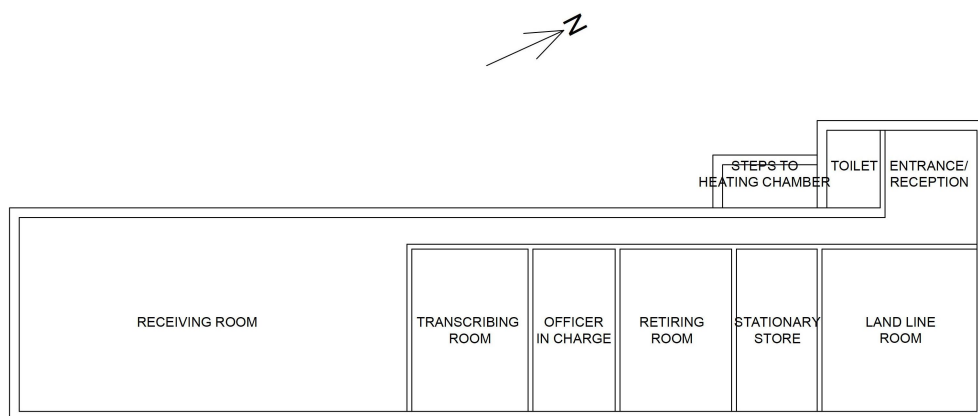 N
STEPS TO
HEATING CHAMBER
TOILET
ENTRANCE/
RECEPTION
RECEIVING ROOM
TRANSCRIBING
ROOM
OFFICER
IN CHARGE
RETIRING
ROOM
STATIONARY
STORE
LAND LINE
ROOM